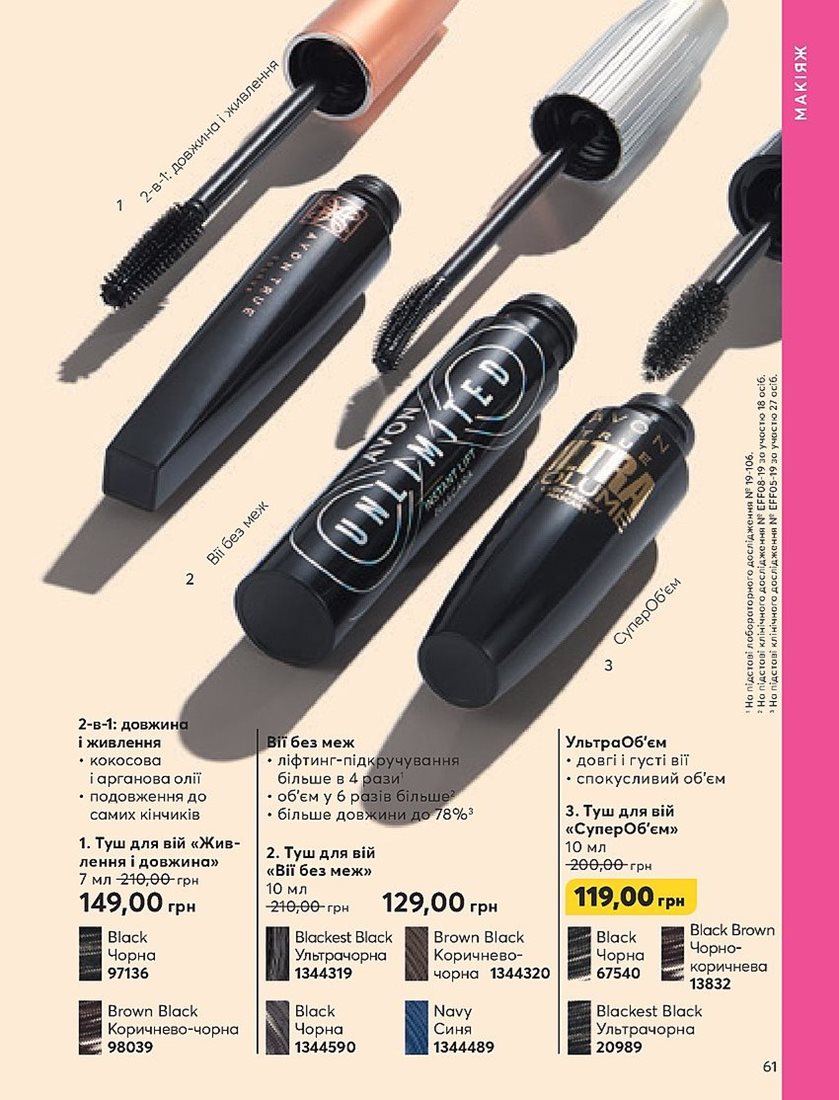 МАКІЯЖ
1
2-в-1: довжина і живлення
AVON TRUE
AVON
UNLIMITED
INSTANT LIFT
MASCARA
AVON
TRUE
ULTRA
VOLUME
2
Вії без меж
3
СуперОб'єм
¹ На підставі лабораторного дослідження № 19-106.
² На підставі клінічного дослідження № EFF08-19 за участю 18 осіб.
³ На підставі клінічного дослідження № EFF05-19 за участю 27 осіб.
2-в-1: довжина
і живлення
• кокосова
і арганова олії
• подовження до
самих кінчиків
1. Туш для вій «Жив-
лення і довжина»
7 мл 210,00 грн
149,00 грн
Black
Чорна
97136
Brown Black
Коричнево-чорна
98039
Вії без меж
• ліфтинг-підкручування
більше в 4 рази¹
• об'єм у 6 разів більше²
• більше довжини до 78%³
2. Туш для вій
«Вії без меж»
10 мл
210,00 грн
129,00 грн
Blackest Black
Ультрачорна
1344319
Brown Black
Коричнево-
чорна 1344320
Black
Чорна
1344590
Navy
Синя
1344489
УльтраОб'єм
• довгі і густі вії
• спокусливий об'єм
3. Туш для вій
«СуперОб'єм»
10 мл
200,00 грн
119,00 грн
Black
Чорна
67540
Black Brown
Чорно-
коричнева
13832
Blackest Black
Ультрачорна
20989
61